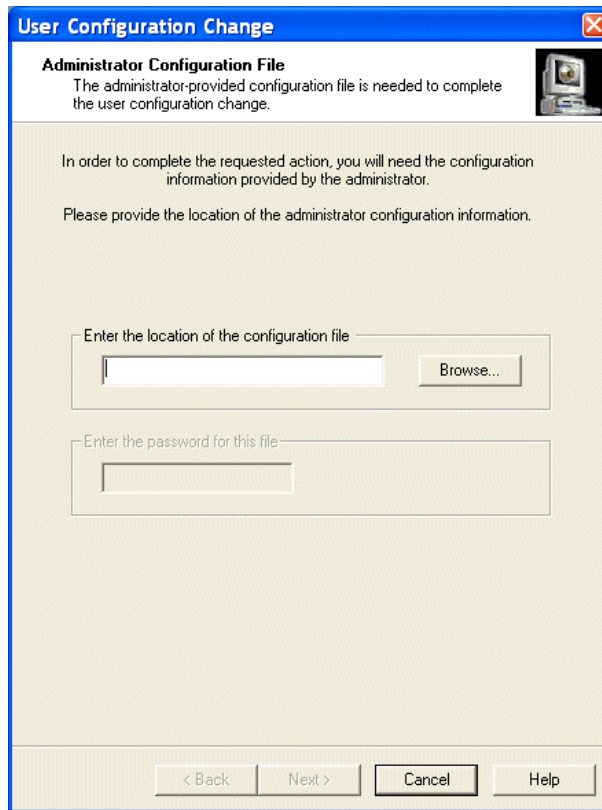 User Configuration Change
Administrator Configuration File
The administrator-provided configuration file is needed to complete
the user configuration change.
In order to complete the requested action, you will need the configuration
information provided by the administrator.
Please provide the location of the administrator configuration information.
Enter the location of the configuration file
Browse...
Enter the password for this file
< Back
Next >
Cancel
Help